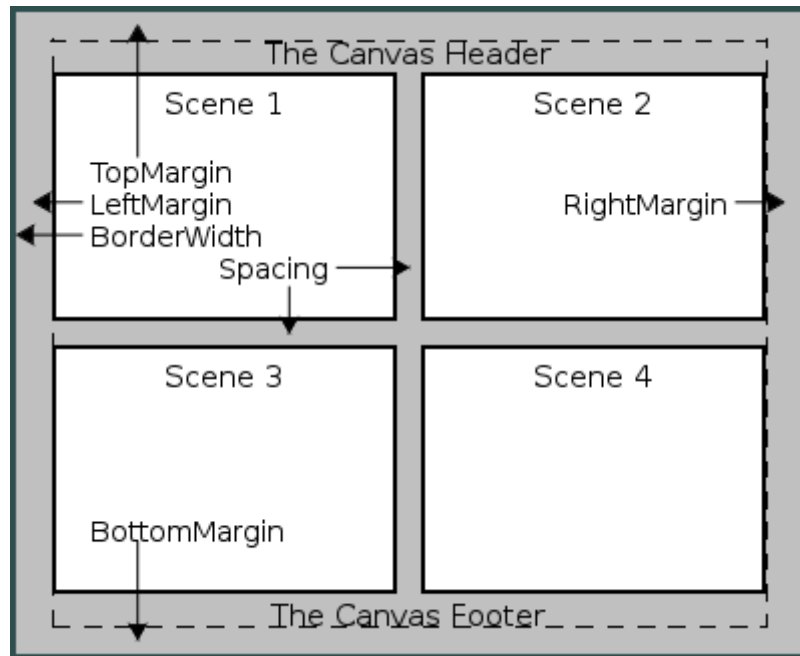 The Canvas Header
Scene 1
Scene 2
TopMargin
LeftMargin
RightMargin
BorderWidth
Spacing
Scene 3
Scene 4
BottomMargin
The Canvas Footer